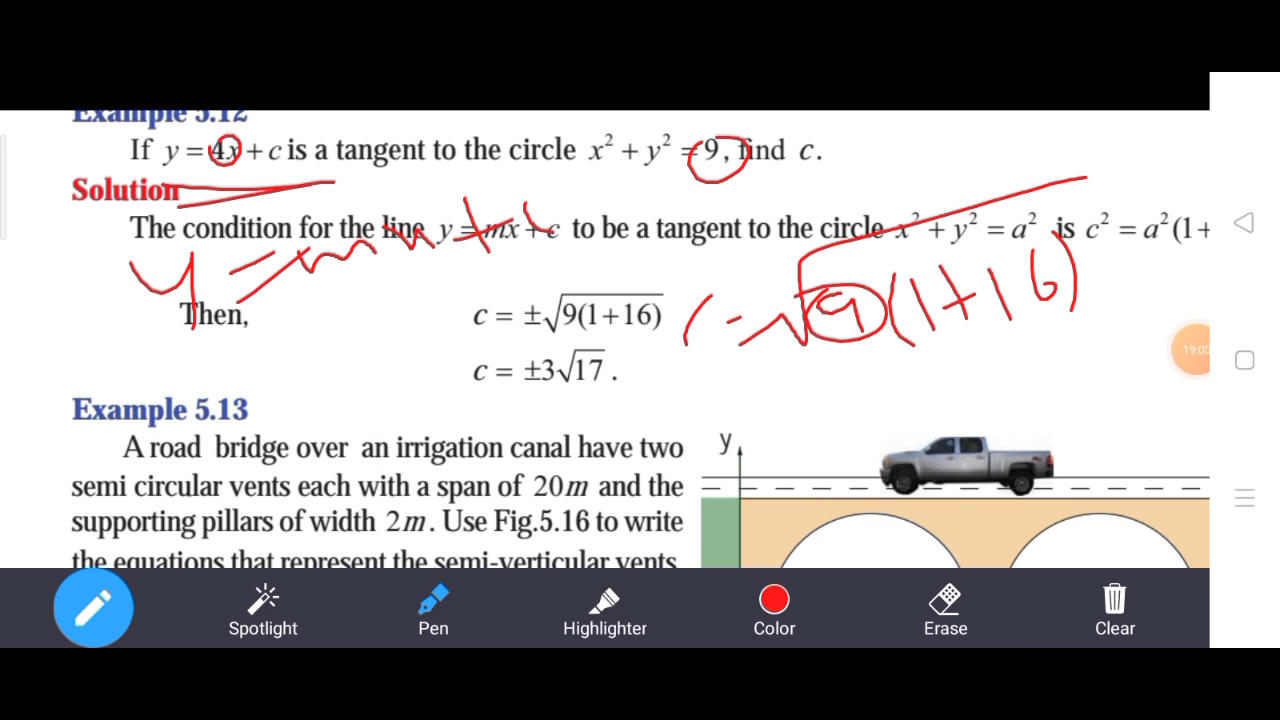 Example 5.12
If y = 4x + c is a tangent to the circle x² + y² = 9, find c.
Solution
The condition for the line y = mx + c to be a tangent to the circle x² + y² = a² is c² = a²(1+
y = mx + c
Then, c = ±√9(1+16)
c = √9(1+16)
c = ±3√17.
19:00
Example 5.13
A road bridge over an irrigation canal have two
semi circular vents each with a span of 20m and the
supporting pillars of width 2m. Use Fig.5.16 to write
the equations that represent the semi-verticular vents.
y
Spotlight Pen Highlighter Color Erase Clear